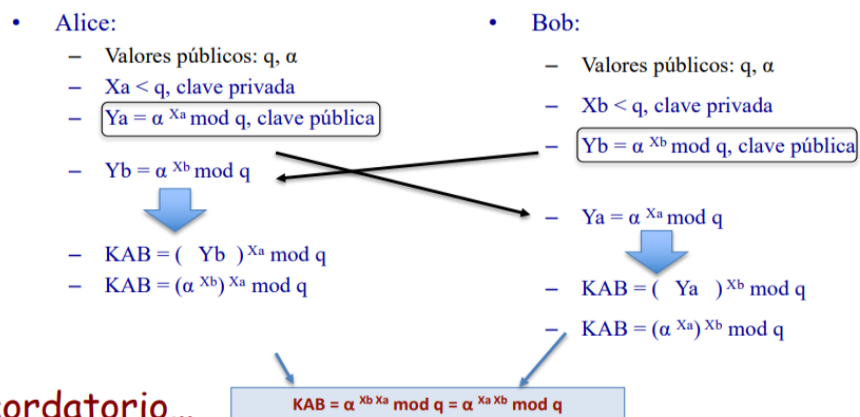 • Alice:
– Valores públicos: q, α
– Xa < q, clave privada
– Ya = α ^Xa mod q, clave pública
– Yb = α ^Xb mod q
– KAB = ( Yb ) ^Xa mod q
– KAB = (α ^Xb) ^Xa mod q
• Bob:
– Valores públicos: q, α
– Xb < q, clave privada
– Yb = α ^Xb mod q, clave pública
– Ya = α ^Xa mod q
– KAB = ( Ya ) ^Xb mod q
– KAB = (α ^Xa) ^Xb mod q
cordatorio...
KAB = α ^Xb Xa mod q = α ^Xa Xb mod q